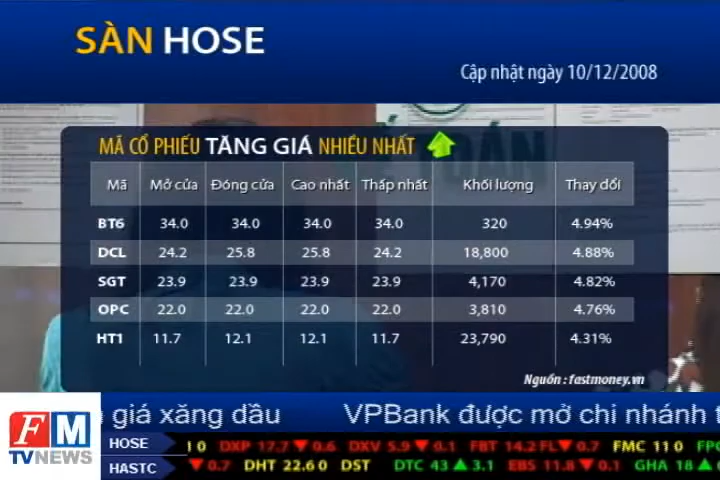 SÀN HOSE
Cập nhật ngày 10/12/2008
MÃ CỔ PHIẾU TĂNG GIÁ NHIỀU NHẤT
Mã Mở cửa Đóng cửa Cao nhất Thấp nhất Khối lượng Thay đổi
BT6 34.0 34.0 34.0 34.0 320 4.94%
DCL 24.2 25.8 25.8 24.2 18,800 4.88%
SGT 23.9 23.9 23.9 23.9 4,170 4.82%
OPC 22.0 22.0 22.0 22.0 3,810 4.76%
HT1 11.7 12.1 12.1 11.7 23,790 4.31%
Nguồn : fastmoney.vn
giá xăng dầu VPBank được mở chi nhánh
FM
TVNEWS
HOSE 1 0 DXP 17.7 ▼ 0.6 DXV 5.9 ▼ 0.1 FBT 14.2 FL ▼ 0.7 FMC 11 0 FPC
HASTC ▼ 0.7 DHT 22.6 0 DST DTC 43 ▲ 3.1 EBS 11.8 ▼ 0.1 GHA 18 ▲